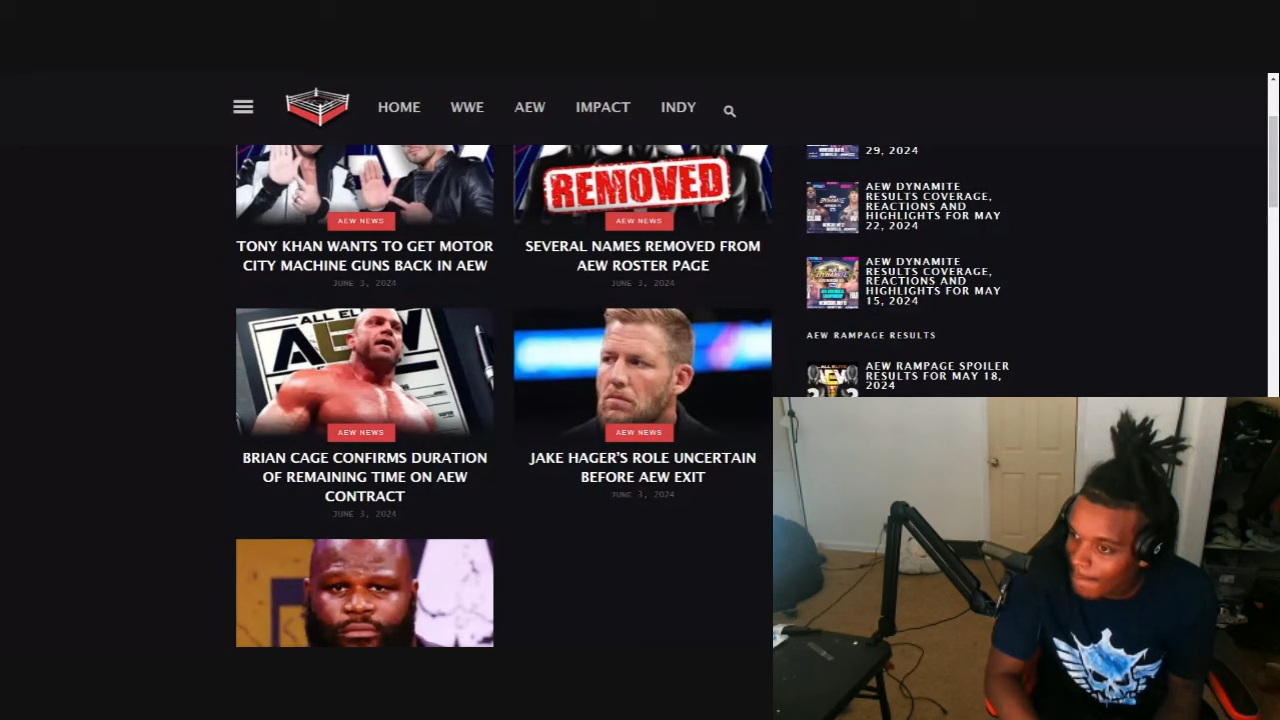 HOME WWE AEW IMPACT INDY
REMOVED
AEW NEWS
TONY KHAN WANTS TO GET MOTOR
CITY MACHINE GUNS BACK IN AEW
JUNE 3, 2024
AEW NEWS
SEVERAL NAMES REMOVED FROM
AEW ROSTER PAGE
JUNE 3, 2024
ALL ELITE
AEW
AEW NEWS
BRIAN CAGE CONFIRMS DURATION
OF REMAINING TIME ON AEW
CONTRACT
JUNE 3, 2024
AEW NEWS
JAKE HAGER'S ROLE UNCERTAIN
BEFORE AEW EXIT
JUNE 3, 2024
29, 2024
AEW DYNAMITE
RESULTS COVERAGE,
REACTIONS AND
HIGHLIGHTS FOR MAY
22, 2024
AEW DYNAMITE
RESULTS COVERAGE,
REACTIONS AND
HIGHLIGHTS FOR MAY
15, 2024
AEW RAMPAGE RESULTS
AEW RAMPAGE SPOILER
RESULTS FOR MAY 18,
2024